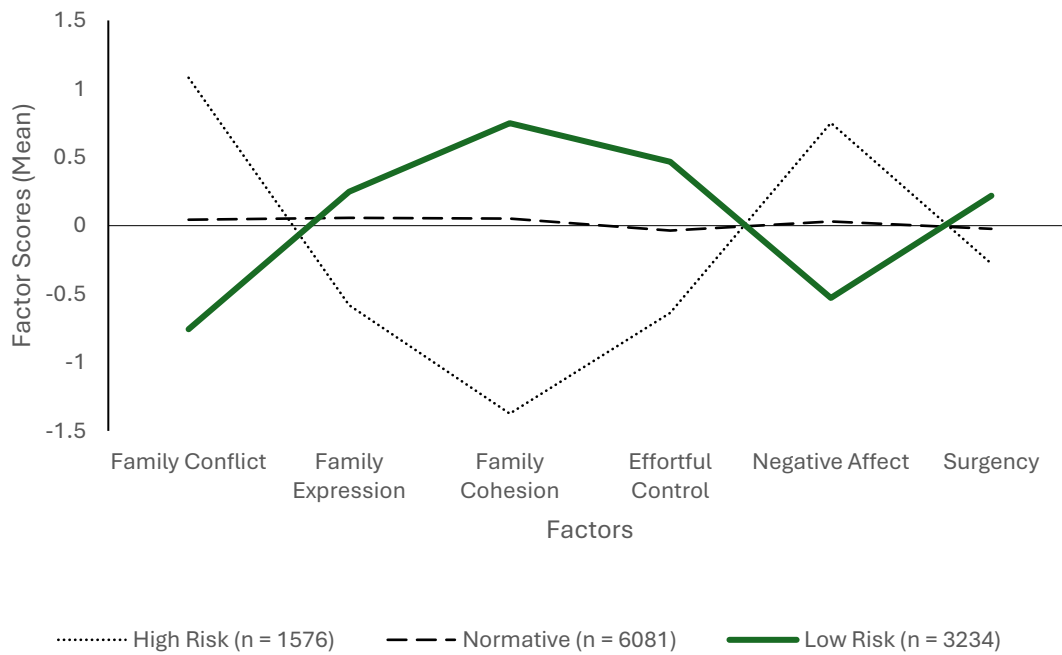 1.5
1
0.5
0
-0.5
-1
-1.5
Factor Scores (Mean)
Family Conflict
Family
Expression
Family
Cohesion
Effortful
Control
Negative Affect
Surgency
Factors
High Risk (n = 1576)
Normative (n = 6081)
Low Risk (n = 3234)